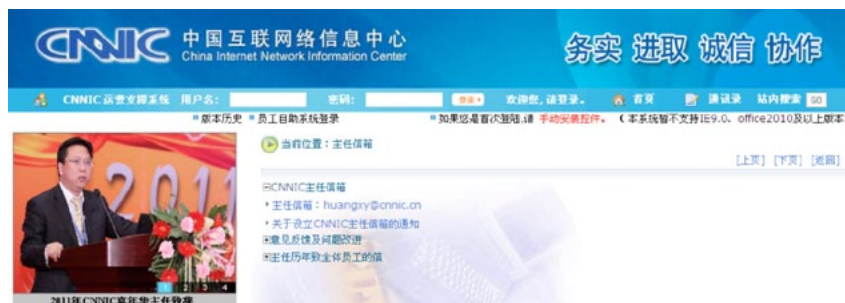 CNNIC 中国互联网络信息中心
China Internet Network Information Center
务实 进取 诚信 协作
CNNIC运营支撑系统 用户名: 密码: 登录 欢迎您,请登录。 首页 通讯录 站内搜索 GO
版本历史 员工自助系统登录 如果您是首次登陆,请 手动安装控件。 (本系统暂不支持IE9.0、office2010及以上版本
当前位置:主任信箱
[上页] [下页] [返回]
CNNIC主任信箱
主任信箱:huangxy@cnnic.cn
关于设立CNNIC主任信箱的通知
意见反馈及问题改进
主任历年致全体员工的信
2011
1 2 3 4
2011年CNNIC嘉年华主任致辞